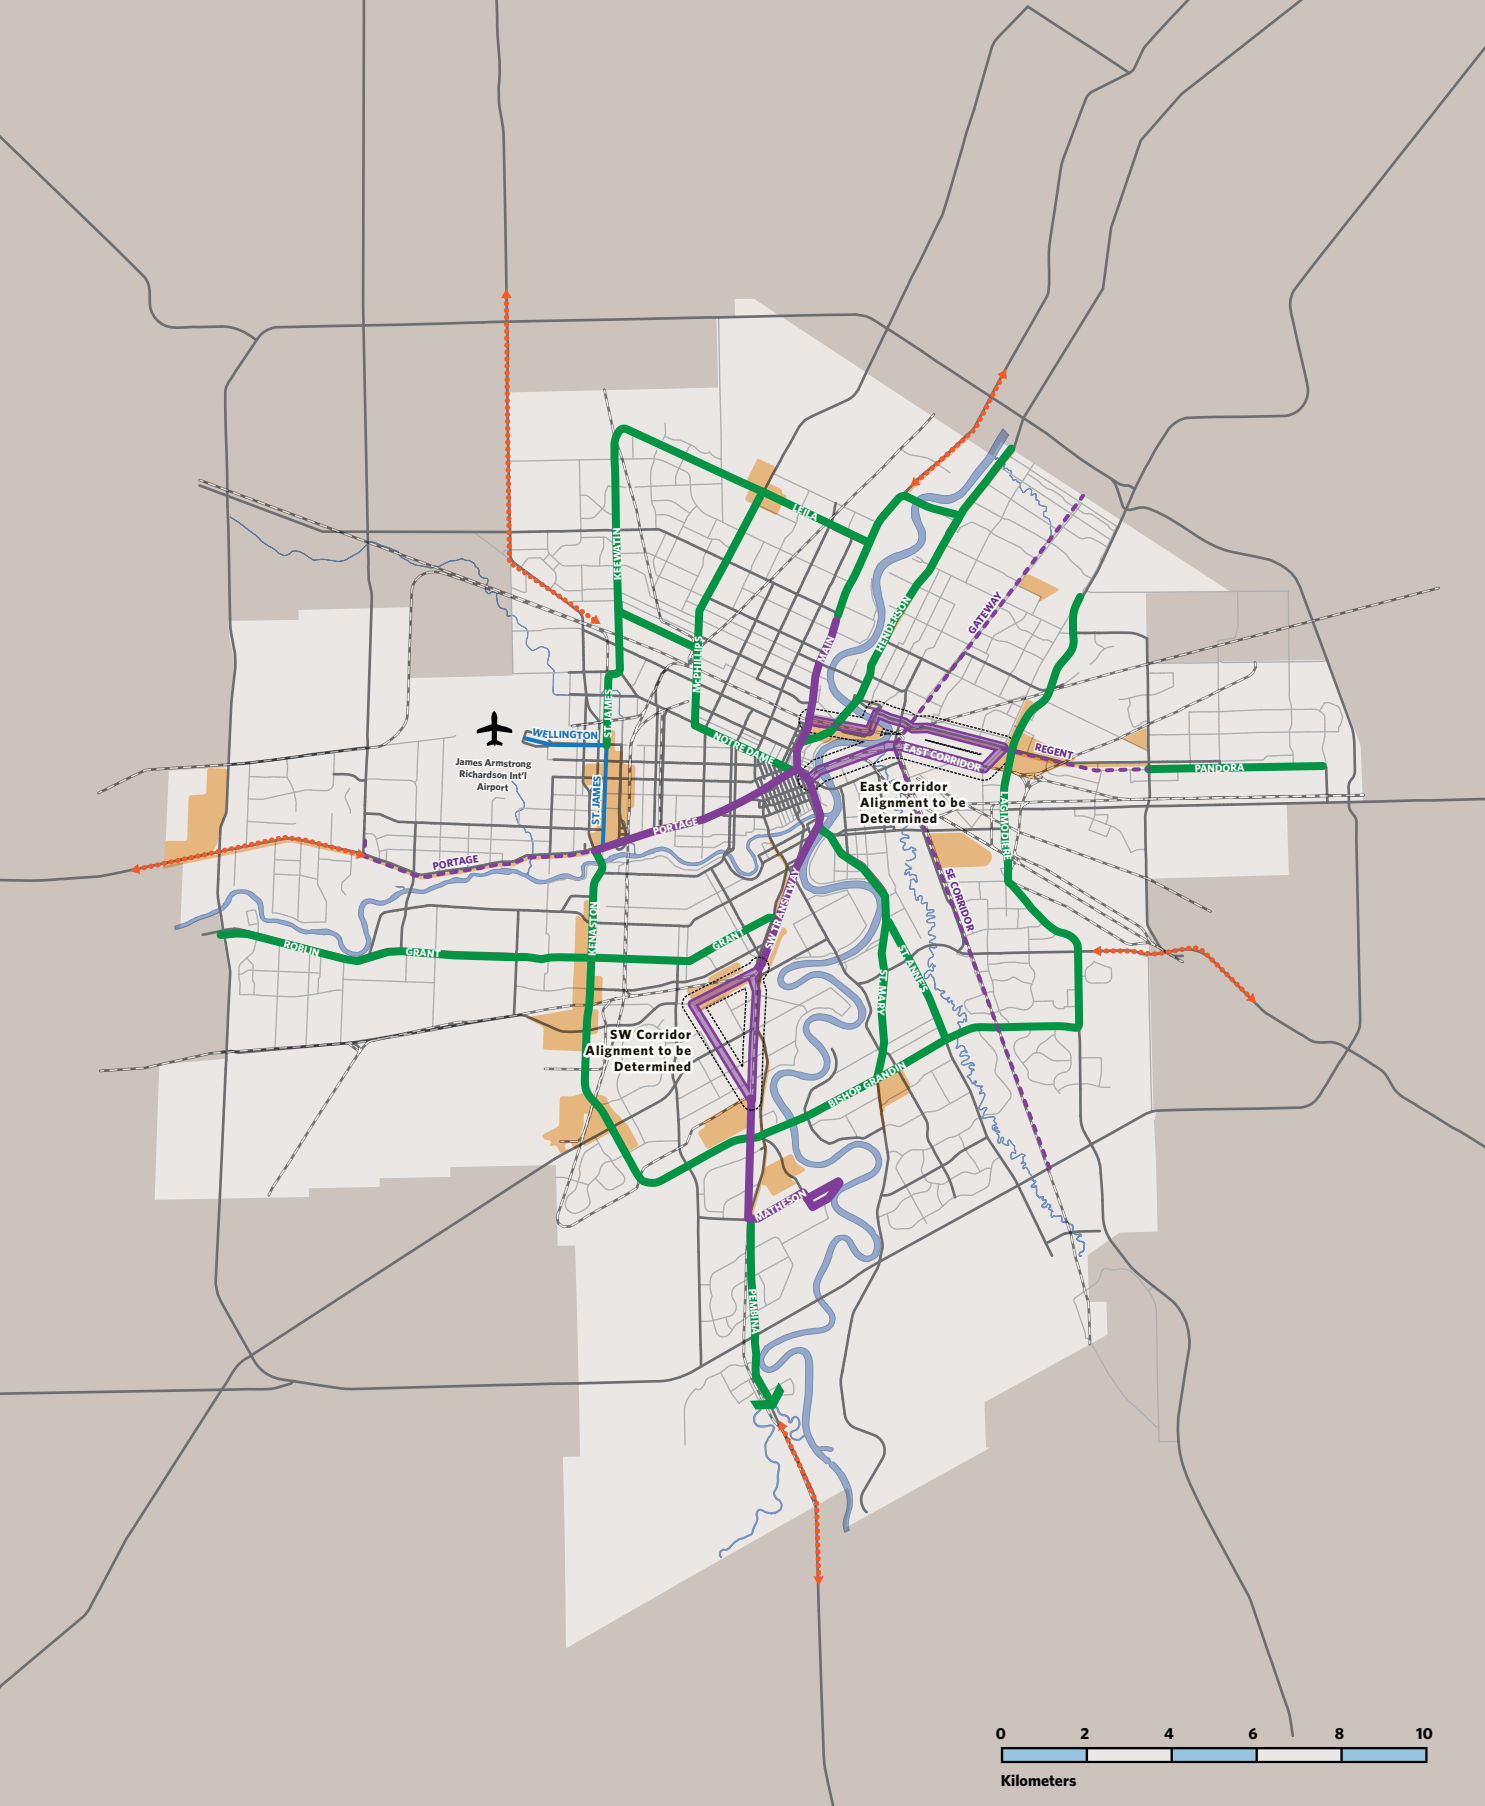 LEILA
KEEWATIN
HENDERSON
GATEWAY
MAIN
McPHILLIPS
ST. JAMES
WELLINGTON
NOTRE DAME
REGENT
EAST CORRIDOR
PANDORA
James Armstrong
Richardson Int'l
Airport
ST. JAMES
East Corridor
Alignment to be
Determined
PORTAGE
LAGIMODIERE
PORTAGE
SE CORRIDOR
SW TRANSITWAY
KENASTON
GRANT
ROBLIN
GRANT
ST. ANNE'S
ST. MARY
SW Corridor
Alignment to be
Determined
BISHOP GRANDIN
MATHESON
PEMBINA
0 2 4 6 8 10
Kilometers